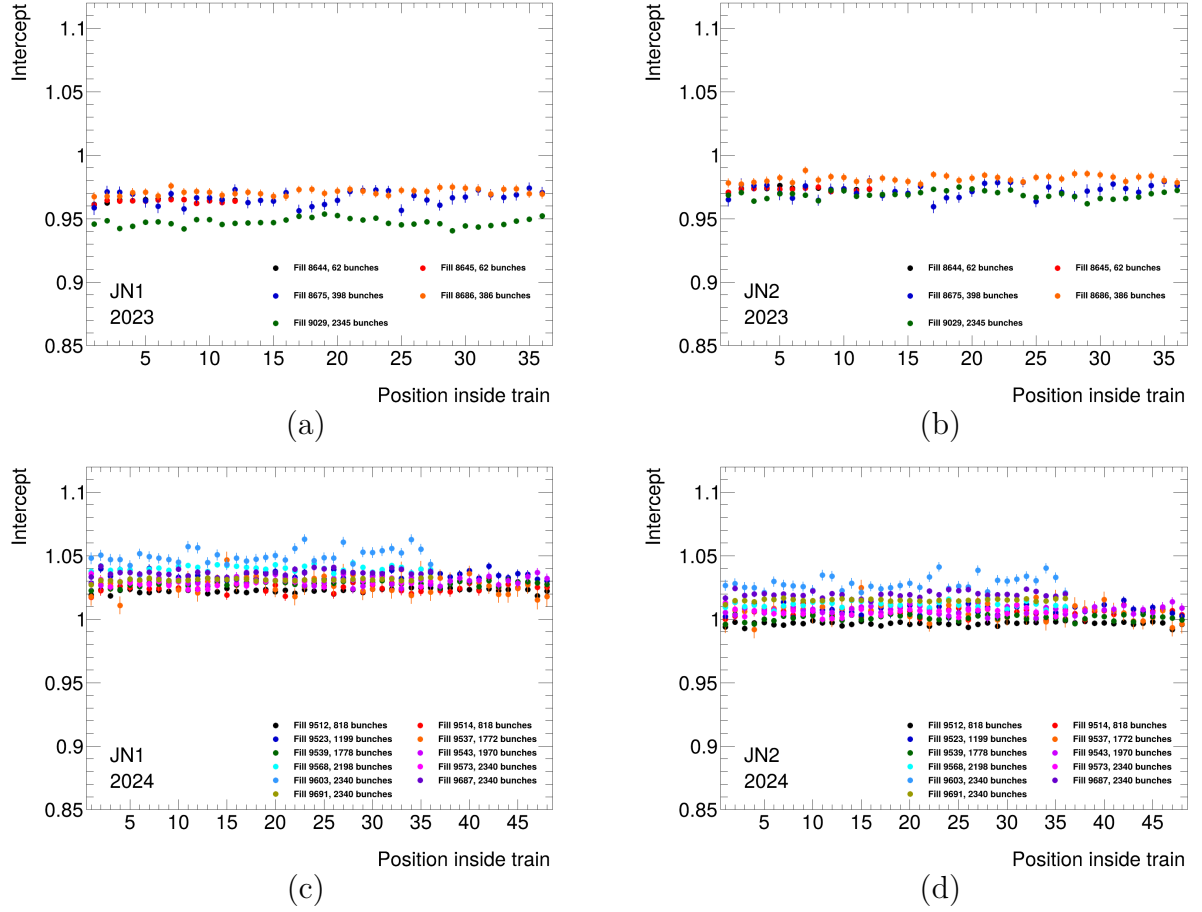 Intercept
1.1
1.05
1
0.95
0.9
0.85
Fill 8644, 62 bunches
Fill 8645, 62 bunches
Fill 8675, 398 bunches
Fill 8686, 386 bunches
Fill 9029, 2345 bunches
JN1
2023
5 10 15 20 25 30 35
Position inside train
(a)
Intercept
1.1
1.05
1
0.95
0.9
0.85
Fill 8644, 62 bunches
Fill 8645, 62 bunches
Fill 8675, 398 bunches
Fill 8686, 386 bunches
Fill 9029, 2345 bunches
JN2
2023
5 10 15 20 25 30 35
Position inside train
(b)
Intercept
1.1
1.05
1
0.95
0.9
0.85
Fill 9512, 818 bunches
Fill 9514, 818 bunches
Fill 9523, 1199 bunches
Fill 9537, 1772 bunches
Fill 9539, 1778 bunches
Fill 9543, 1970 bunches
Fill 9568, 2198 bunches
Fill 9573, 2340 bunches
Fill 9603, 2340 bunches
Fill 9687, 2340 bunches
Fill 9691, 2340 bunches
JN1
2024
5 10 15 20 25 30 35 40 45
Position inside train
(c)
Intercept
1.1
1.05
1
0.95
0.9
0.85
Fill 9512, 818 bunches
Fill 9514, 818 bunches
Fill 9523, 1199 bunches
Fill 9537, 1772 bunches
Fill 9539, 1778 bunches
Fill 9543, 1970 bunches
Fill 9568, 2198 bunches
Fill 9573, 2340 bunches
Fill 9603, 2340 bunches
Fill 9687, 2340 bunches
Fill 9691, 2340 bunches
JN2
2024
5 10 15 20 25 30 35 40 45
Position inside train
(d)